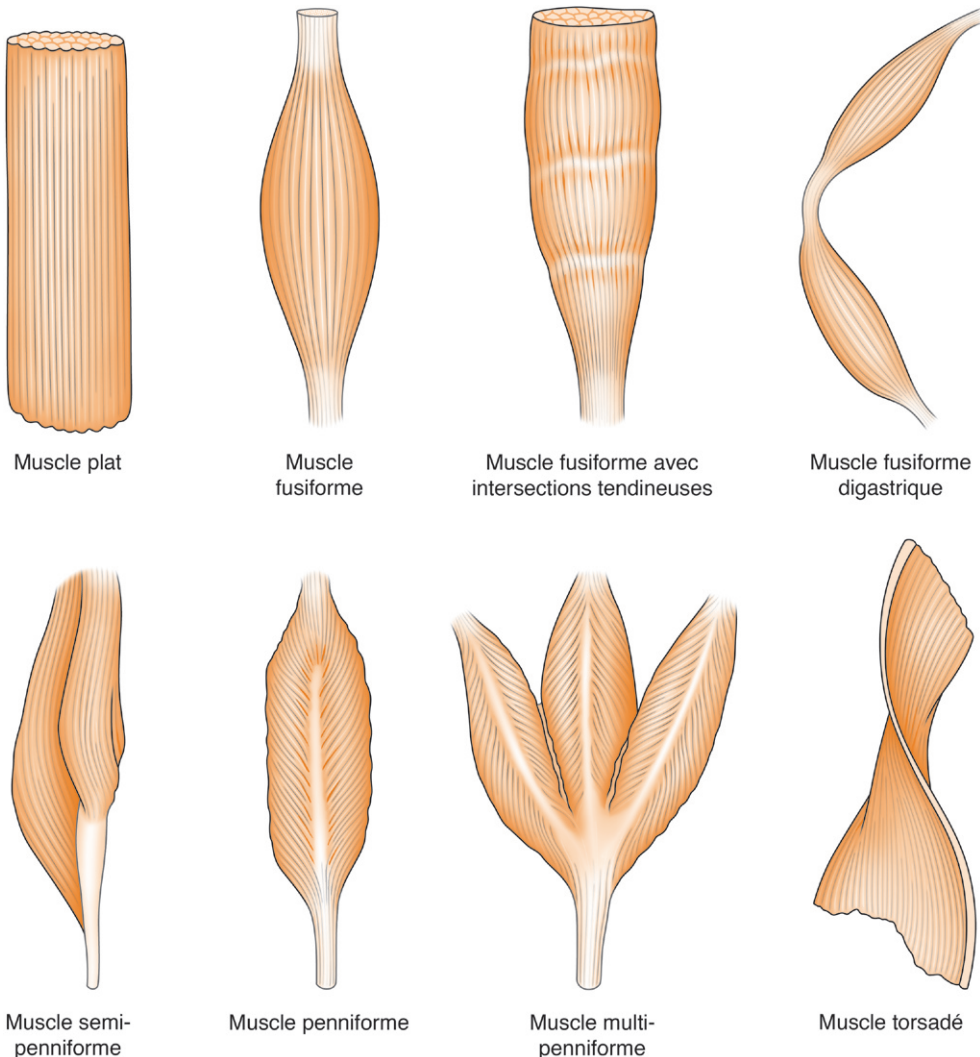 Muscle plat
Muscle
fusiforme
Muscle fusiforme avec
intersections tendineuses
Muscle fusiforme
digastrique
Muscle semi-
penniforme
Muscle penniforme
Muscle multi-
penniforme
Muscle torsadé